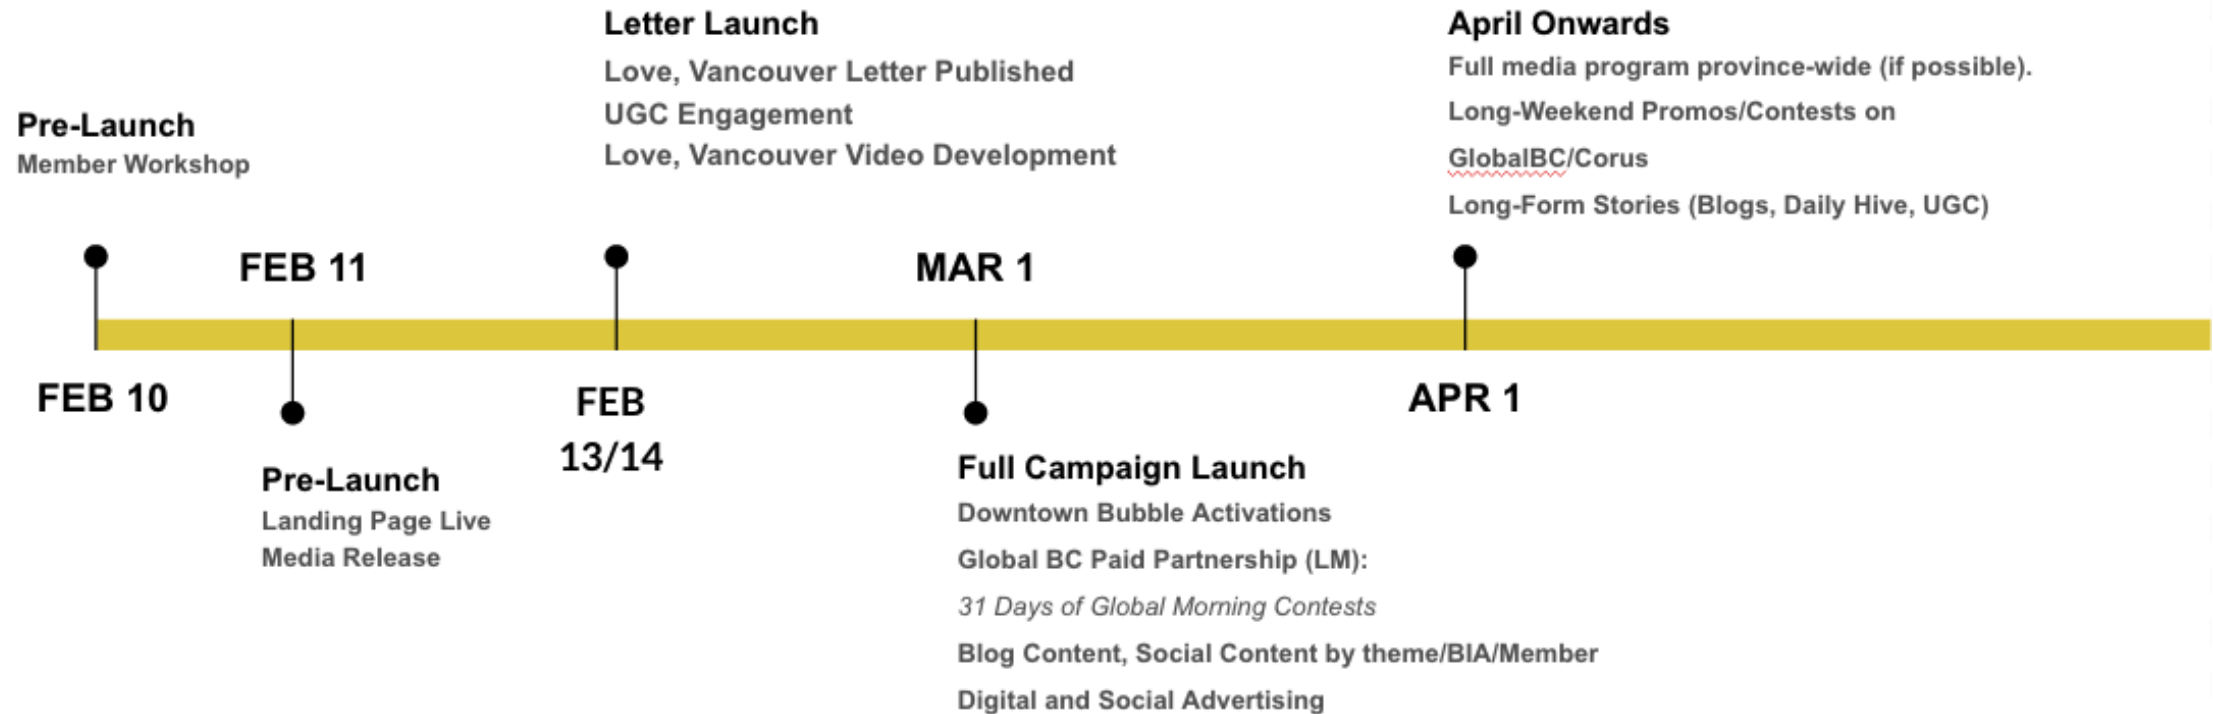 Pre-Launch
Member Workshop
FEB 10
FEB 11
Pre-Launch
Landing Page Live
Media Release
Letter Launch
Love, Vancouver Letter Published
UGC Engagement
Love, Vancouver Video Development
FEB
13/14
MAR 1
Full Campaign Launch
Downtown Bubble Activations
Global BC Paid Partnership (LM):
31 Days of Global Morning Contests
Blog Content, Social Content by theme/BIA/Member
Digital and Social Advertising
April Onwards
Full media program province-wide (if possible).
Long-Weekend Promos/Contests on
GlobalBC/Corus
Long-Form Stories (Blogs, Daily Hive, UGC)
APR 1